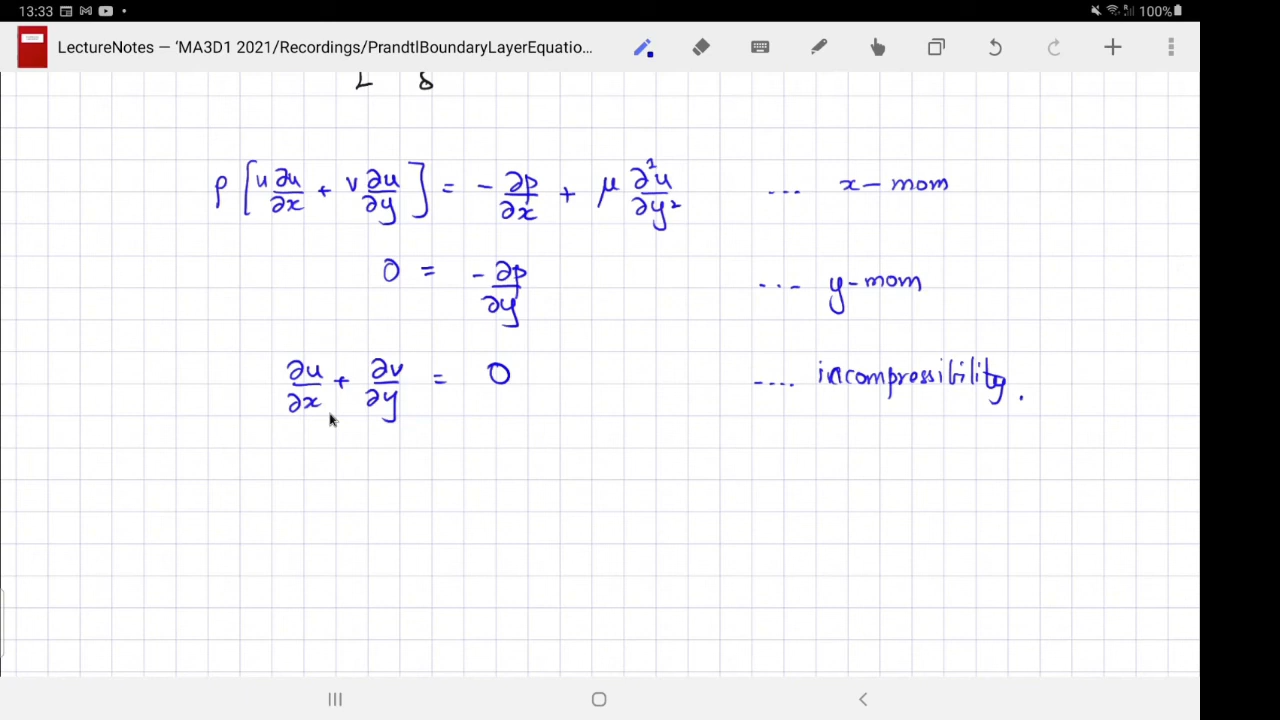 13:33 100%
LectureNotes — ‘MA3D1 2021/Recordings/PrandtlBoundaryLayerEquatio...
L δ
ρ [u ∂u/∂x + v ∂u/∂y] = - ∂p/∂x + μ ∂²u/∂y² ... x-mom
0 = -∂p/∂y ... y-mom
∂u/∂x + ∂v/∂y = 0 .... incompressibility.